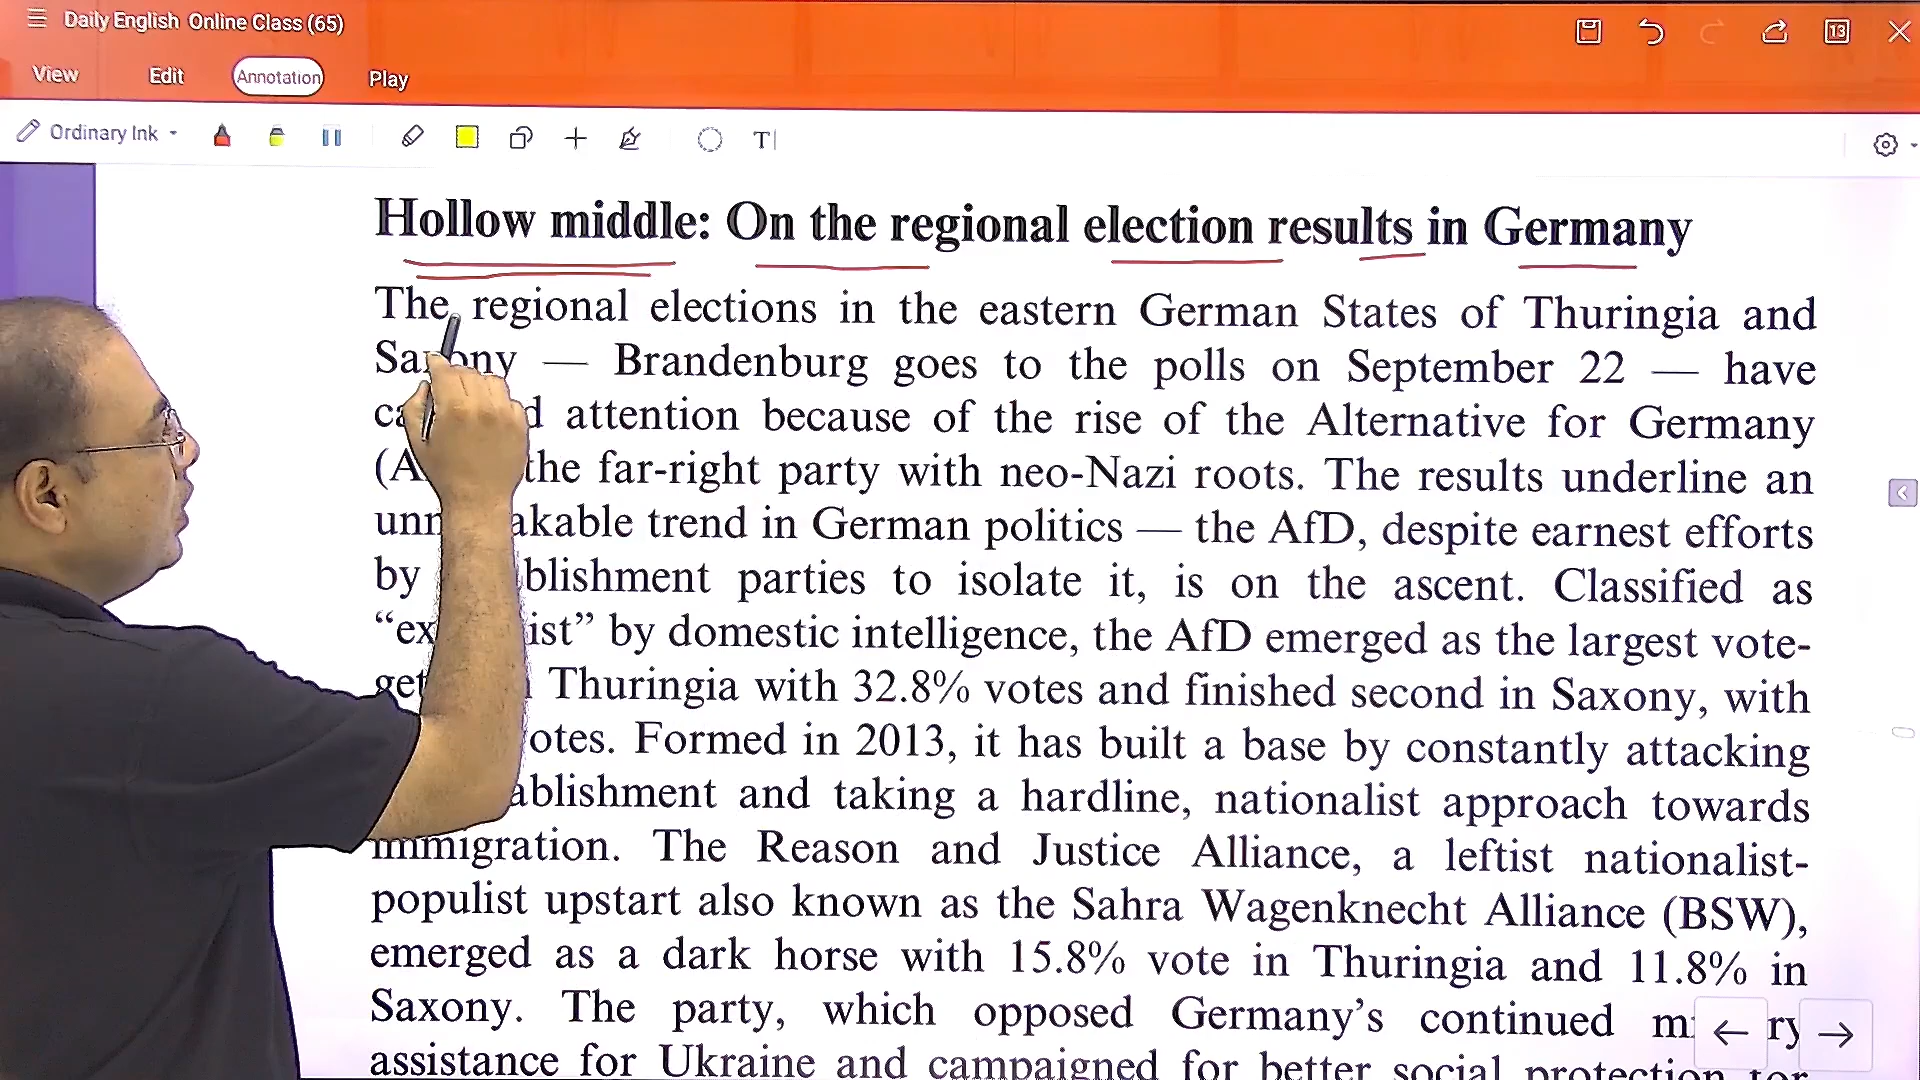 Daily English Online Class (65)
13
View Edit Annotation Play
Ordinary Ink T|
Hollow middle: On the regional election results in Germany
The regional elections in the eastern German States of Thuringia and
Saxony — Brandenburg goes to the polls on September 22 — have
attention because of the rise of the Alternative for Germany
the far-right party with neo-Nazi roots. The results underline an
trend in German politics — the AfD, despite earnest efforts
by parties to isolate it, is on the ascent. Classified as
by domestic intelligence, the AfD emerged as the largest vote-
Thuringia with 32.8% votes and finished second in Saxony, with
Formed in 2013, it has built a base by constantly attacking
and taking a hardline, nationalist approach towards
immigration. The Reason and Justice Alliance, a leftist nationalist-
populist upstart also known as the Sahra Wagenknecht Alliance (BSW),
emerged as a dark horse with 15.8% vote in Thuringia and 11.8% in
Saxony. The party, which opposed Germany’s continued
assistance for Ukraine and campaigned for better social protection for